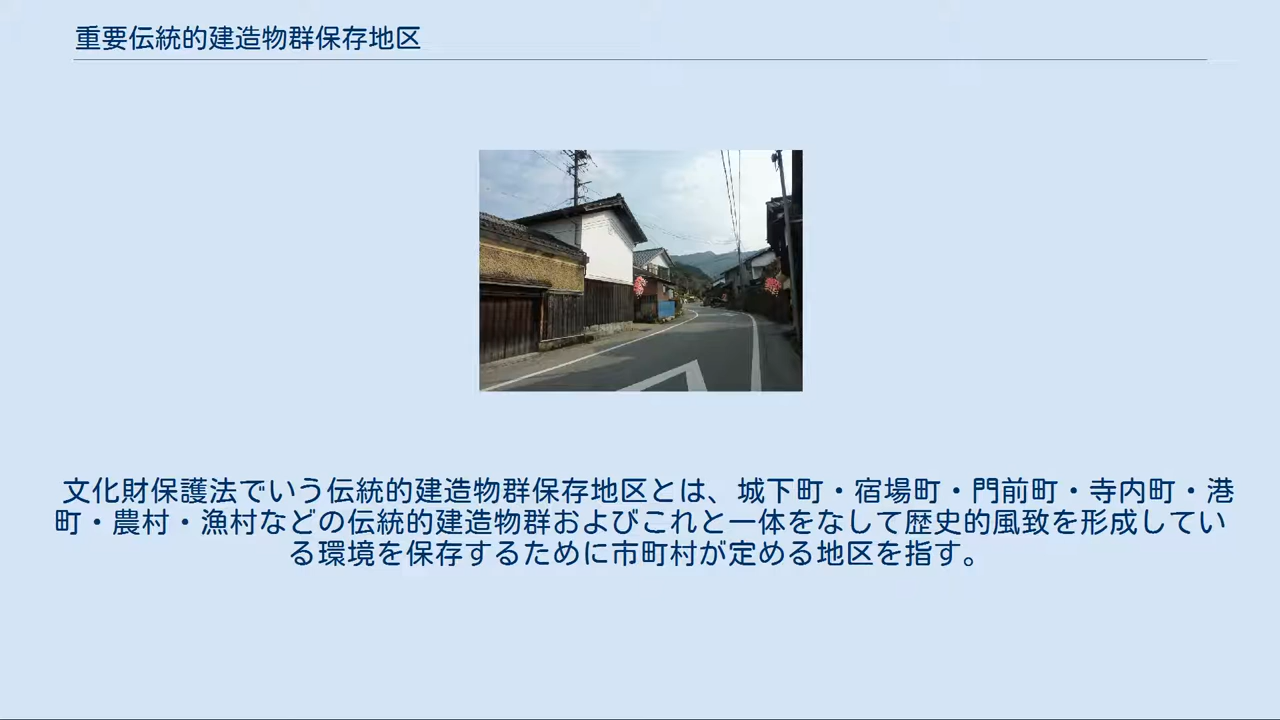 重要伝統的建造物群保存地区
文化財保護法でいう伝統的建造物群保存地区とは、城下町・宿場町・門前町・寺内町・港
町・農村・漁村などの伝統的建造物群およびこれと一体をなして歴史的風致を形成してい
る環境を保存するために市町村が定める地区を指す。